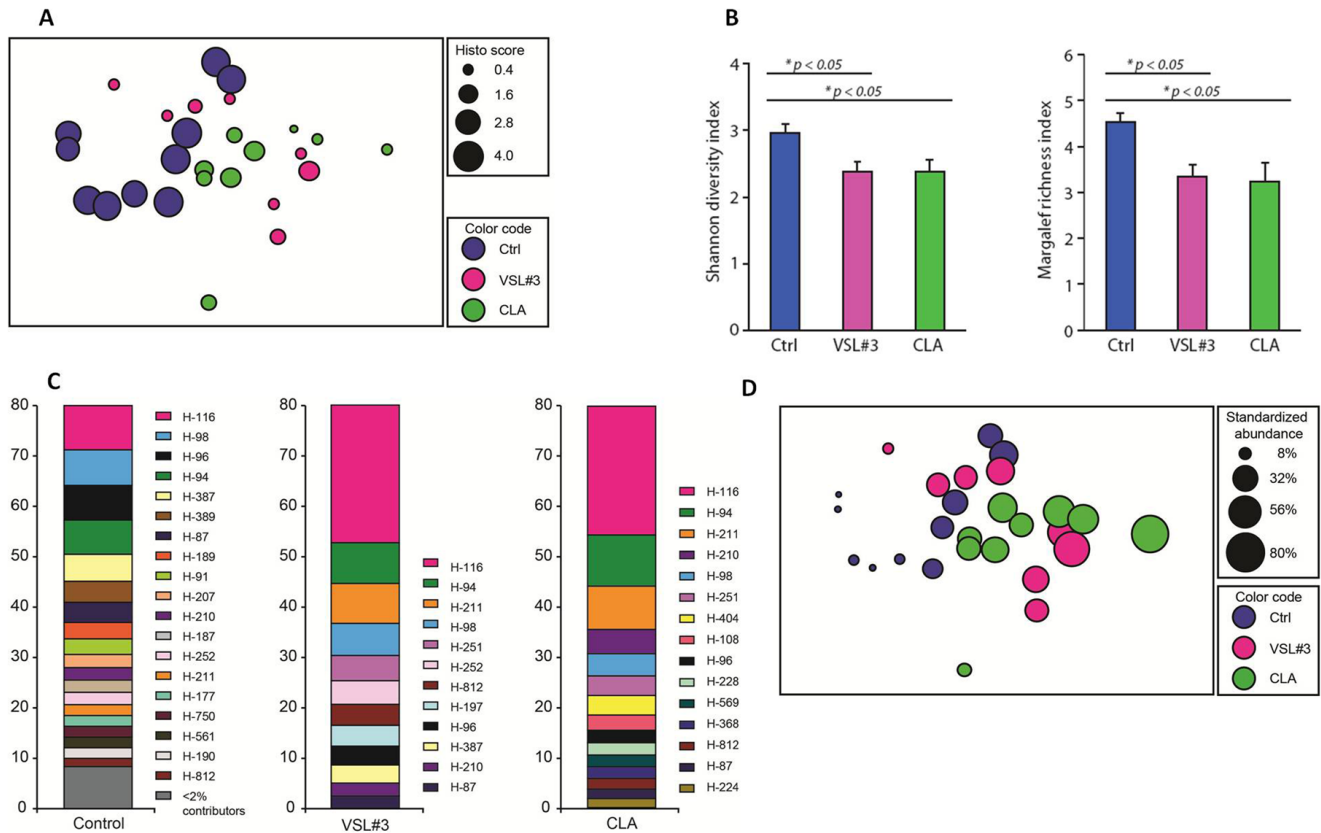 A
Histo score
0.4
1.6
2.8
4.0
Color code
Ctrl
VSL#3
CLA
B
Shannon diversity index
4
3
2
1
0
* p < 0.05
* p < 0.05
Ctrl
VSL#3
CLA
Margalef richness index
6
5
4
3
2
1
0
* p < 0.05
* p < 0.05
Ctrl
VSL#3
CLA
C
80
70
60
50
40
30
20
10
0
Control
H-116
H-98
H-96
H-94
H-387
H-389
H-87
H-189
H-91
H-207
H-210
H-187
H-252
H-211
H-177
H-750
H-561
H-190
H-812
<2%
contributors
80
70
60
50
40
30
20
10
0
VSL#3
H-116
H-94
H-211
H-98
H-251
H-252
H-812
H-197
H-96
H-387
H-210
H-87
80
70
60
50
40
30
20
10
0
CLA
H-116
H-94
H-211
H-210
H-98
H-251
H-404
H-108
H-96
H-228
H-569
H-368
H-812
H-87
H-224
D
Standardized
abundance
8%
32%
56%
80%
Color code
Ctrl
VSL#3
CLA